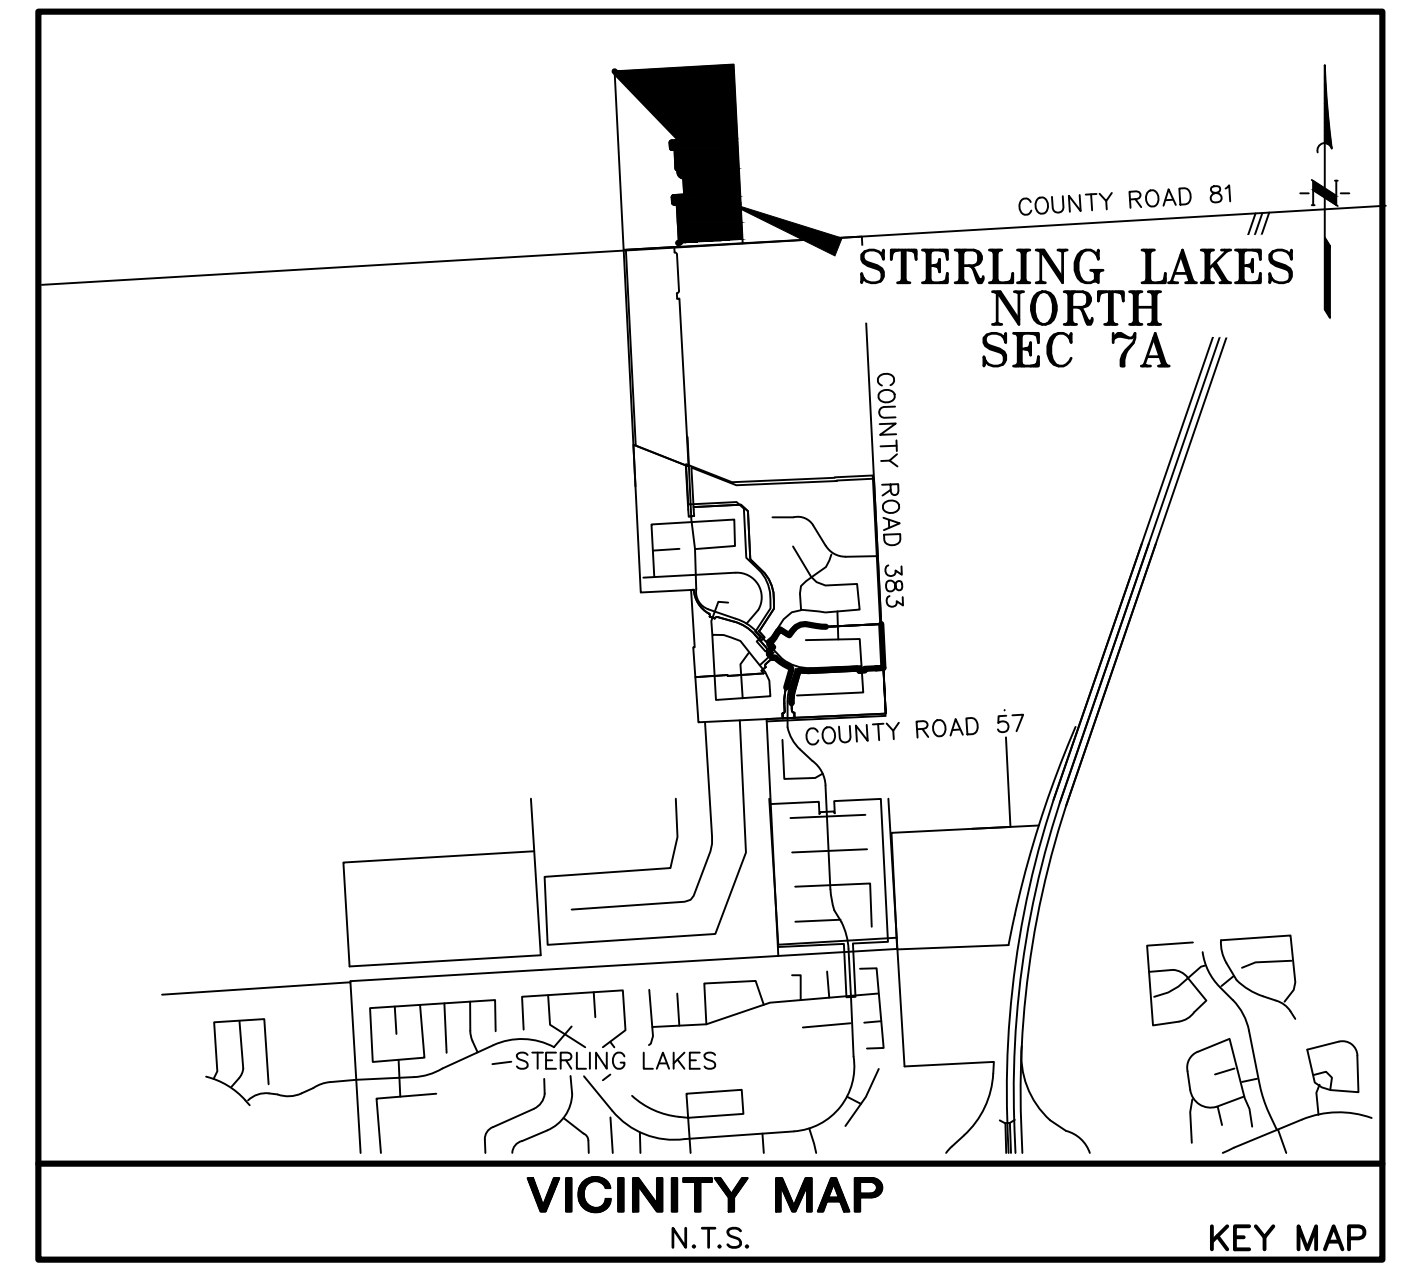 COUNTY ROAD 81
N
STERLING LAKES
NORTH
SEC 7A
COUNTY ROAD 383
COUNTY ROAD 57
STERLING LAKES
VICINITY MAP
N.T.S.
KEY MAP